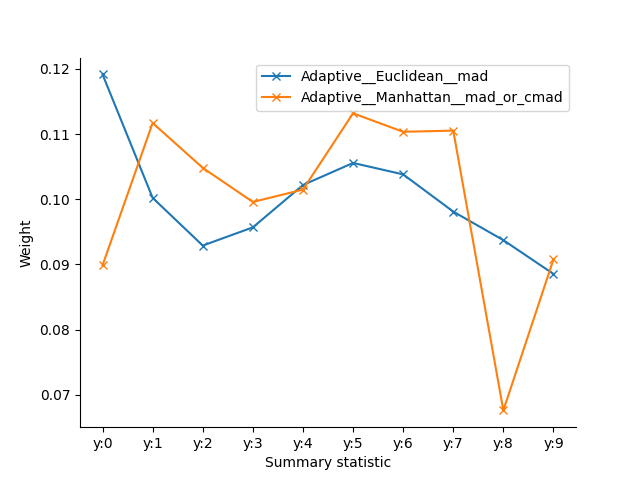 Adaptive__Euclidean__mad
Adaptive__Manhattan__mad_or_cmad
0.12
0.11
0.10
0.09
0.08
0.07
Weight
y:0 y:1 y:2 y:3 y:4 y:5 y:6 y:7 y:8 y:9
Summary statistic